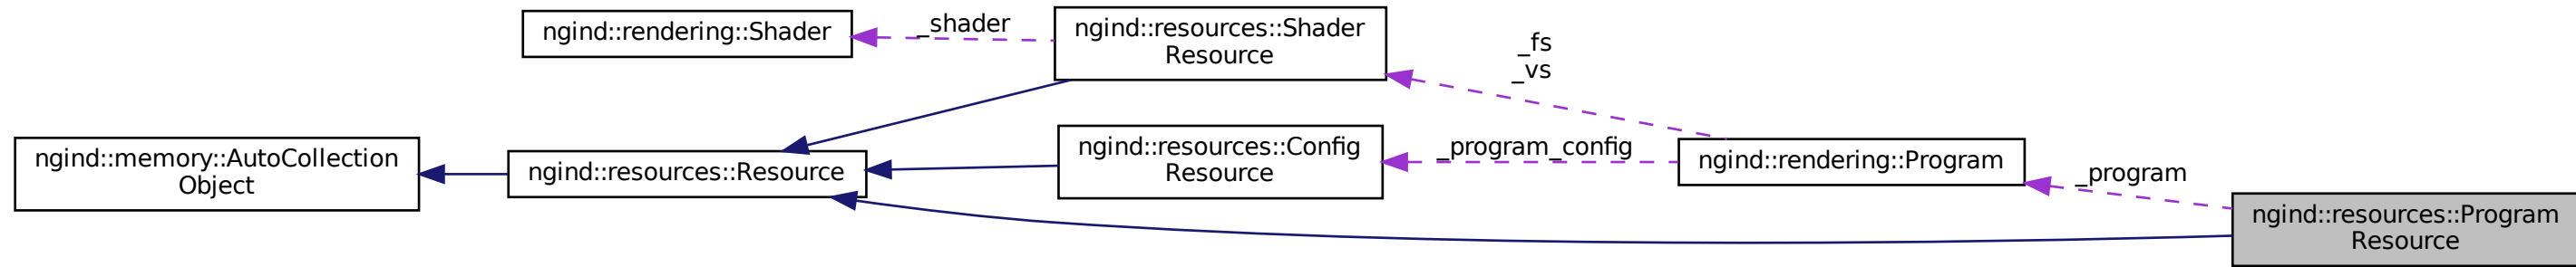 ngind::rendering::Shader
_shader
ngind::resources::Shader
Resource
_fs
_vs
ngind::memory::AutoCollection
Object
ngind::resources::Resource
ngind::resources::Config
Resource
_program_config
ngind::rendering::Program
_program
ngind::resources::Program
Resource